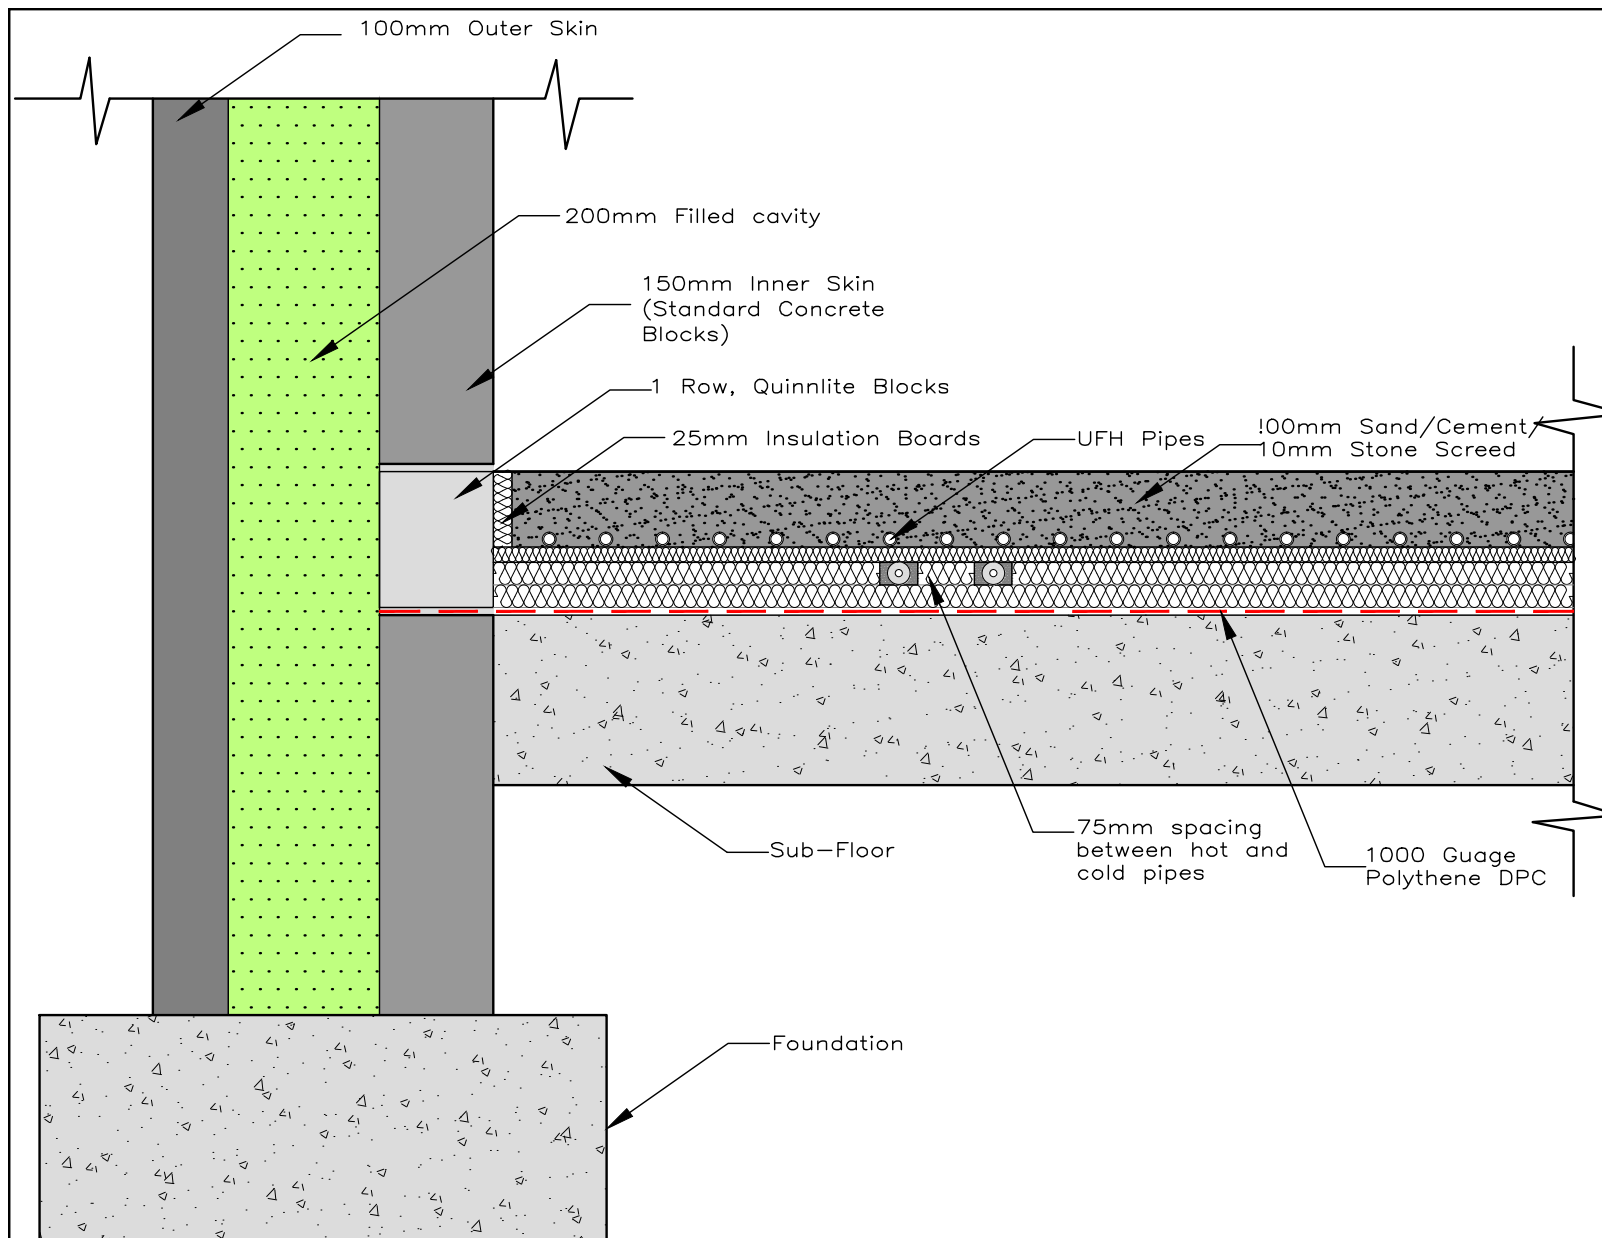 100mm Outer Skin
200mm Filled cavity
150mm Inner Skin
(Standard Concrete
Blocks)
1 Row, Quinnlite Blocks
25mm Insulation Boards
UFH Pipes
100mm Sand/Cement/
10mm Stone Screed
75mm spacing
between hot and
cold pipes
1000 Guage
Polythene DPC
Sub-Floor
Foundation